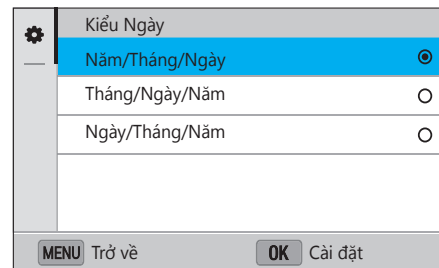 Kiểu Ngày
Năm/Tháng/Ngày
Tháng/Ngày/Năm
Ngày/Tháng/Năm
MENU Trở về OK Cài đặt